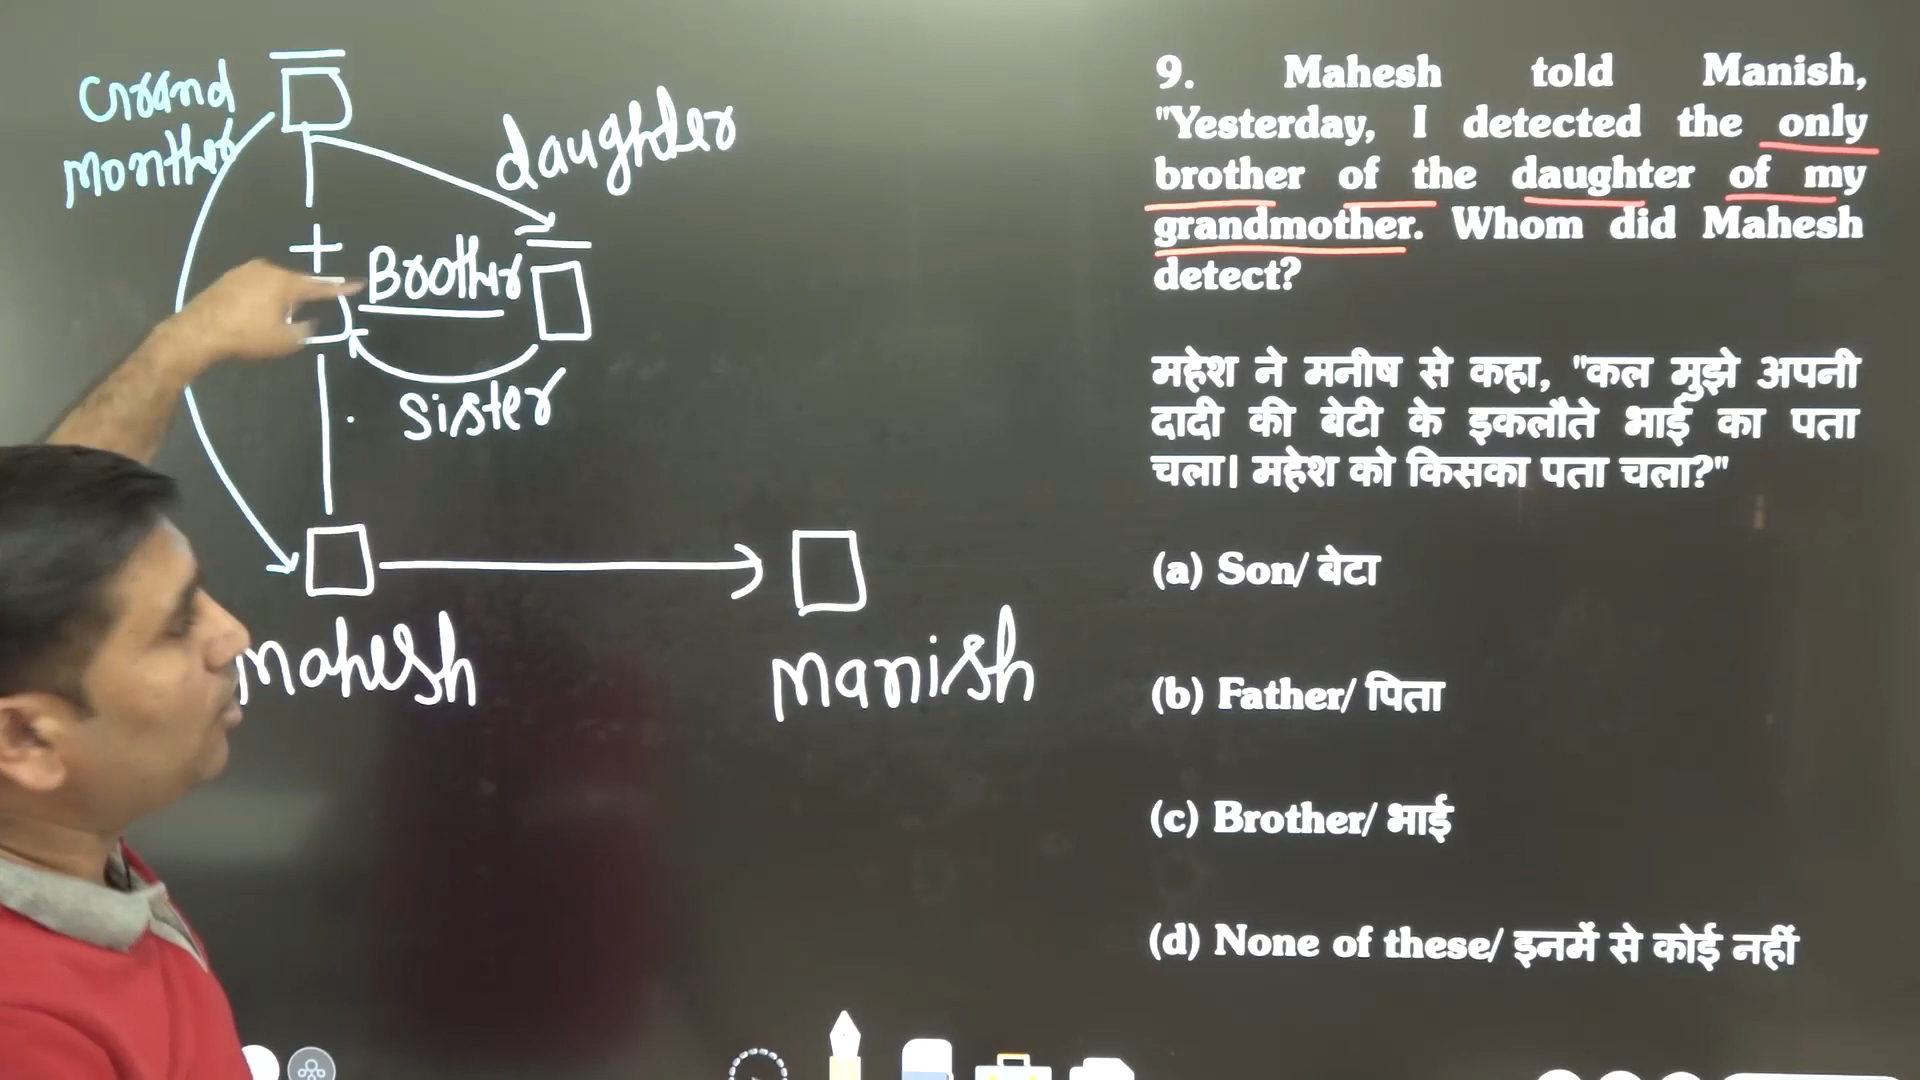 Grand
Monther
daughter
Brother
sister
Mahesh
Manish
9. Mahesh told Manish,
"Yesterday, I detected the only
brother of the daughter of my
grandmother. Whom did Mahesh
detect?
महेश ने मनीष से कहा, "कल मुझे अपनी
दादी की बेटी के इकलौते भाई का पता
चला। महेश को किसका पता चला?"
(a) Son/ बेटा
(b) Father/ पिता
(c) Brother/ भाई
(d) None of these/ इनमें से कोई नहीं